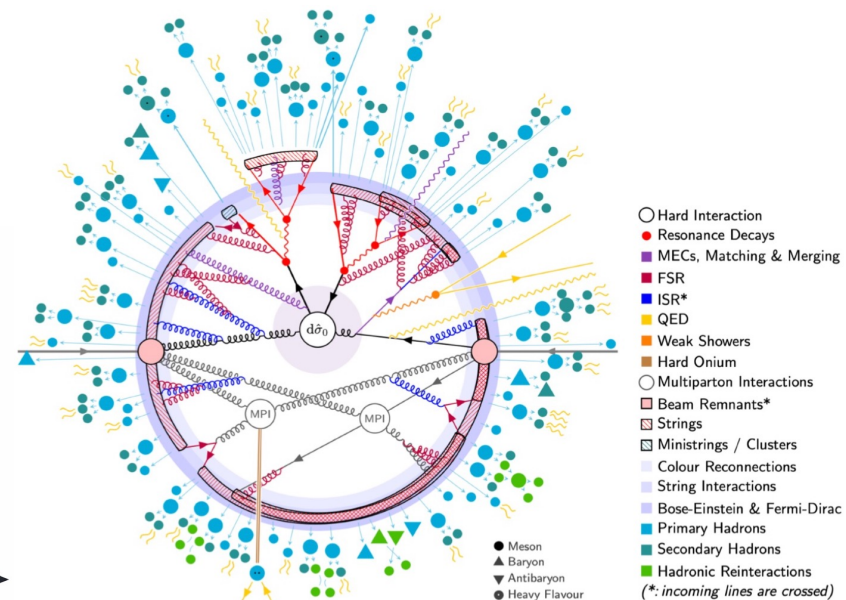 dσ̂₀
MPI
MPI
Hard Interaction
Resonance Decays
MECs, Matching & Merging
FSR
ISR*
QED
Weak Showers
Hard Onium
Multiparton Interactions
Beam Remnants*
Strings
Ministrings / Clusters
Colour Reconnections
String Interactions
Bose-Einstein & Fermi-Dirac
Primary Hadrons
Secondary Hadrons
Hadronic Reinteractions
(*: incoming lines are crossed)
Meson
Baryon
Antibaryon
Heavy Flavour